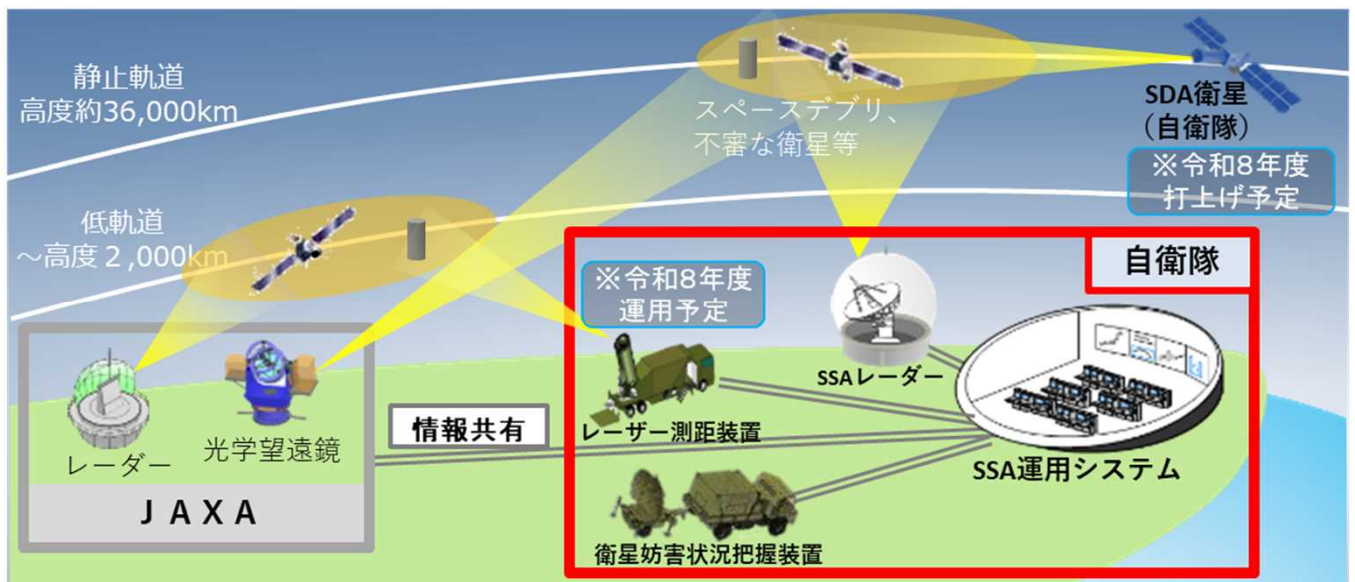 静止軌道
高度約36,000km
スペースデブリ、
不審な衛星等
SDA衛星
（自衛隊）
※令和8年度
打上げ予定
低軌道
～高度２,000km
自衛隊
※令和8年度
運用予定
SSAレーダー
レーザー測距装置
SSA運用システム
衛星妨害状況把握装置
情報共有
レーダー
光学望遠鏡
ＪＡＸＡ